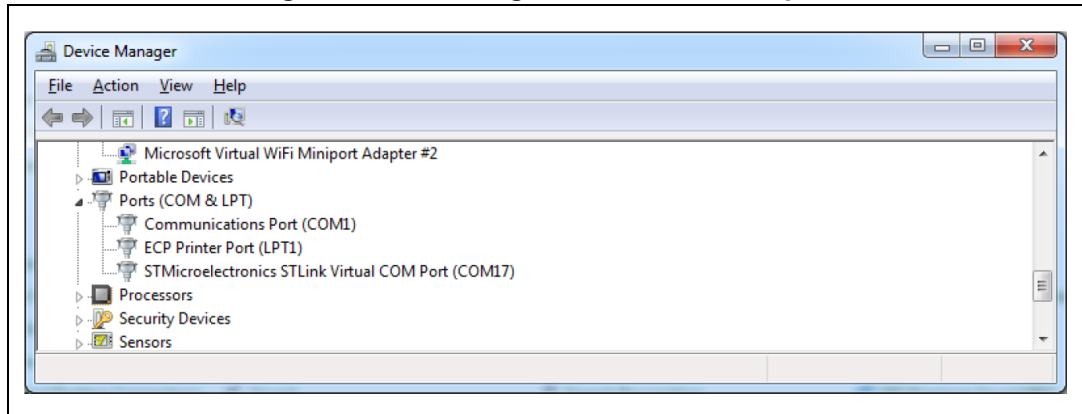 Device Manager
File Action View Help
Microsoft Virtual WiFi Miniport Adapter #2
Portable Devices
Ports (COM & LPT)
Communications Port (COM1)
ECP Printer Port (LPT1)
STMicroelectronics STLink Virtual COM Port (COM17)
Processors
Security Devices
Sensors